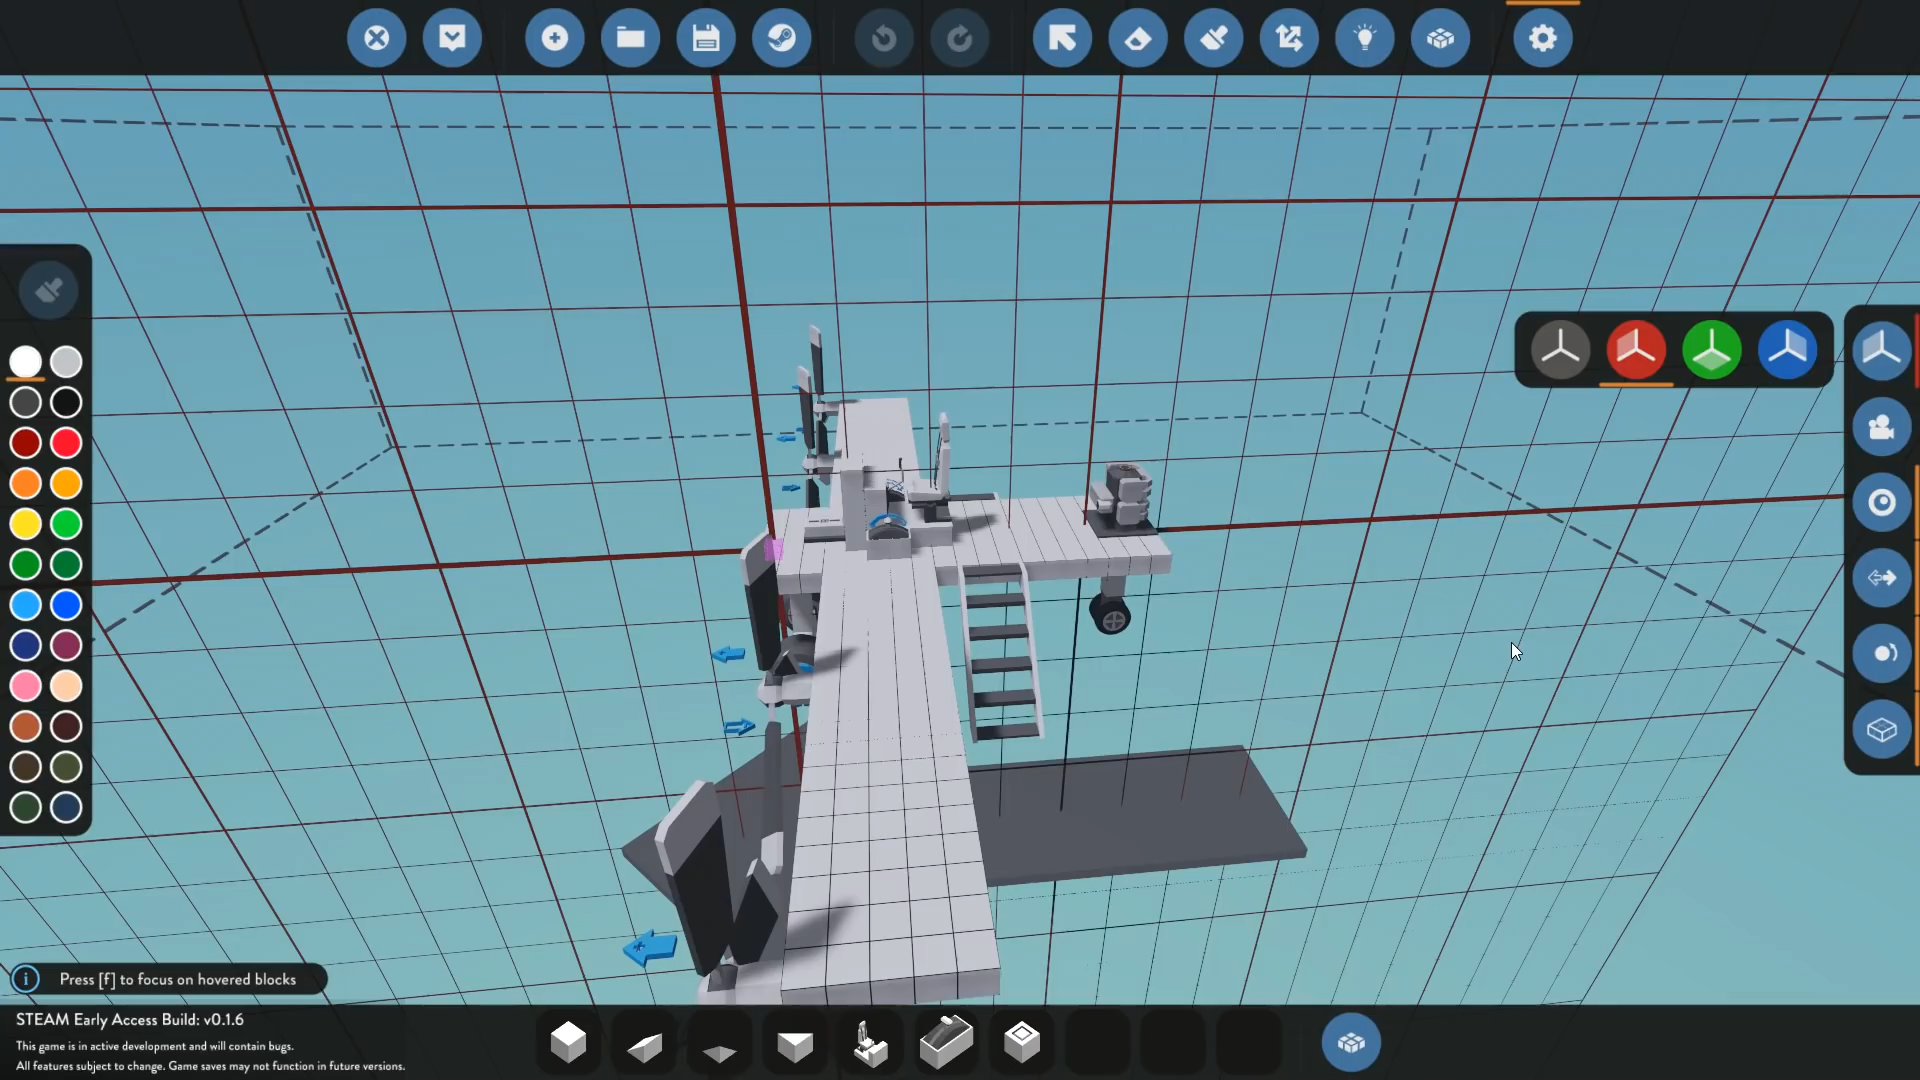 Press [f] to focus on hovered blocks
STEAM Early Access Build: v0.1.6
This game is in active development and will contain bugs.
All features subject to change. Game saves may not function in future versions.